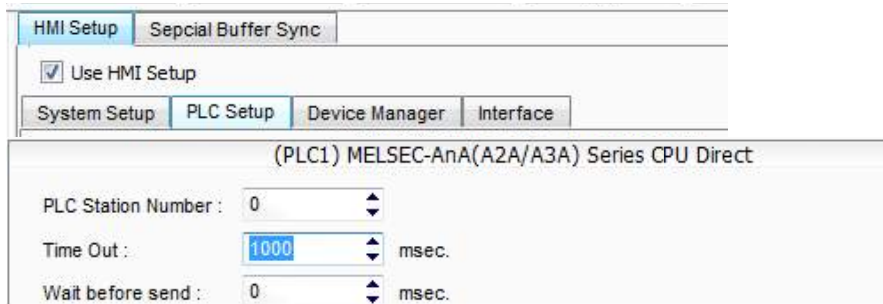 HMI Setup Sepcial Buffer Sync
Use HMI Setup
System Setup PLC Setup Device Manager Interface
(PLC1) MELSEC-AnA(A2A/A3A) Series CPU Direct
PLC Station Number : 0
Time Out : 1000 msec.
Wait before send : 0 msec.